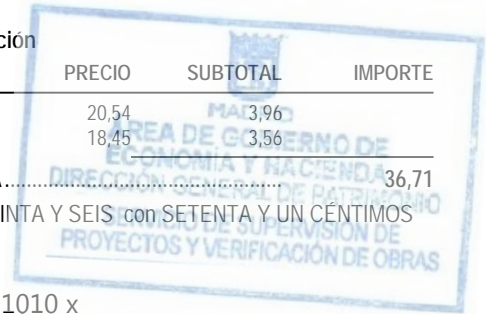 ción
PRECIO SUBTOTAL IMPORTE
20,54 3,96
18,45 3,56
A.................................................... 36,71
INTA Y SEIS con SETENTA Y UN CÉNTIMOS
1010 x
MADRID
ÁREA DE GOBIERNO DE
ECONOMÍA Y HACIENDA
DIRECCIÓN GENERAL DE PATRIMONIO
SERVICIO DE SUPERVISIÓN DE
PROYECTOS Y VERIFICACIÓN DE OBRAS